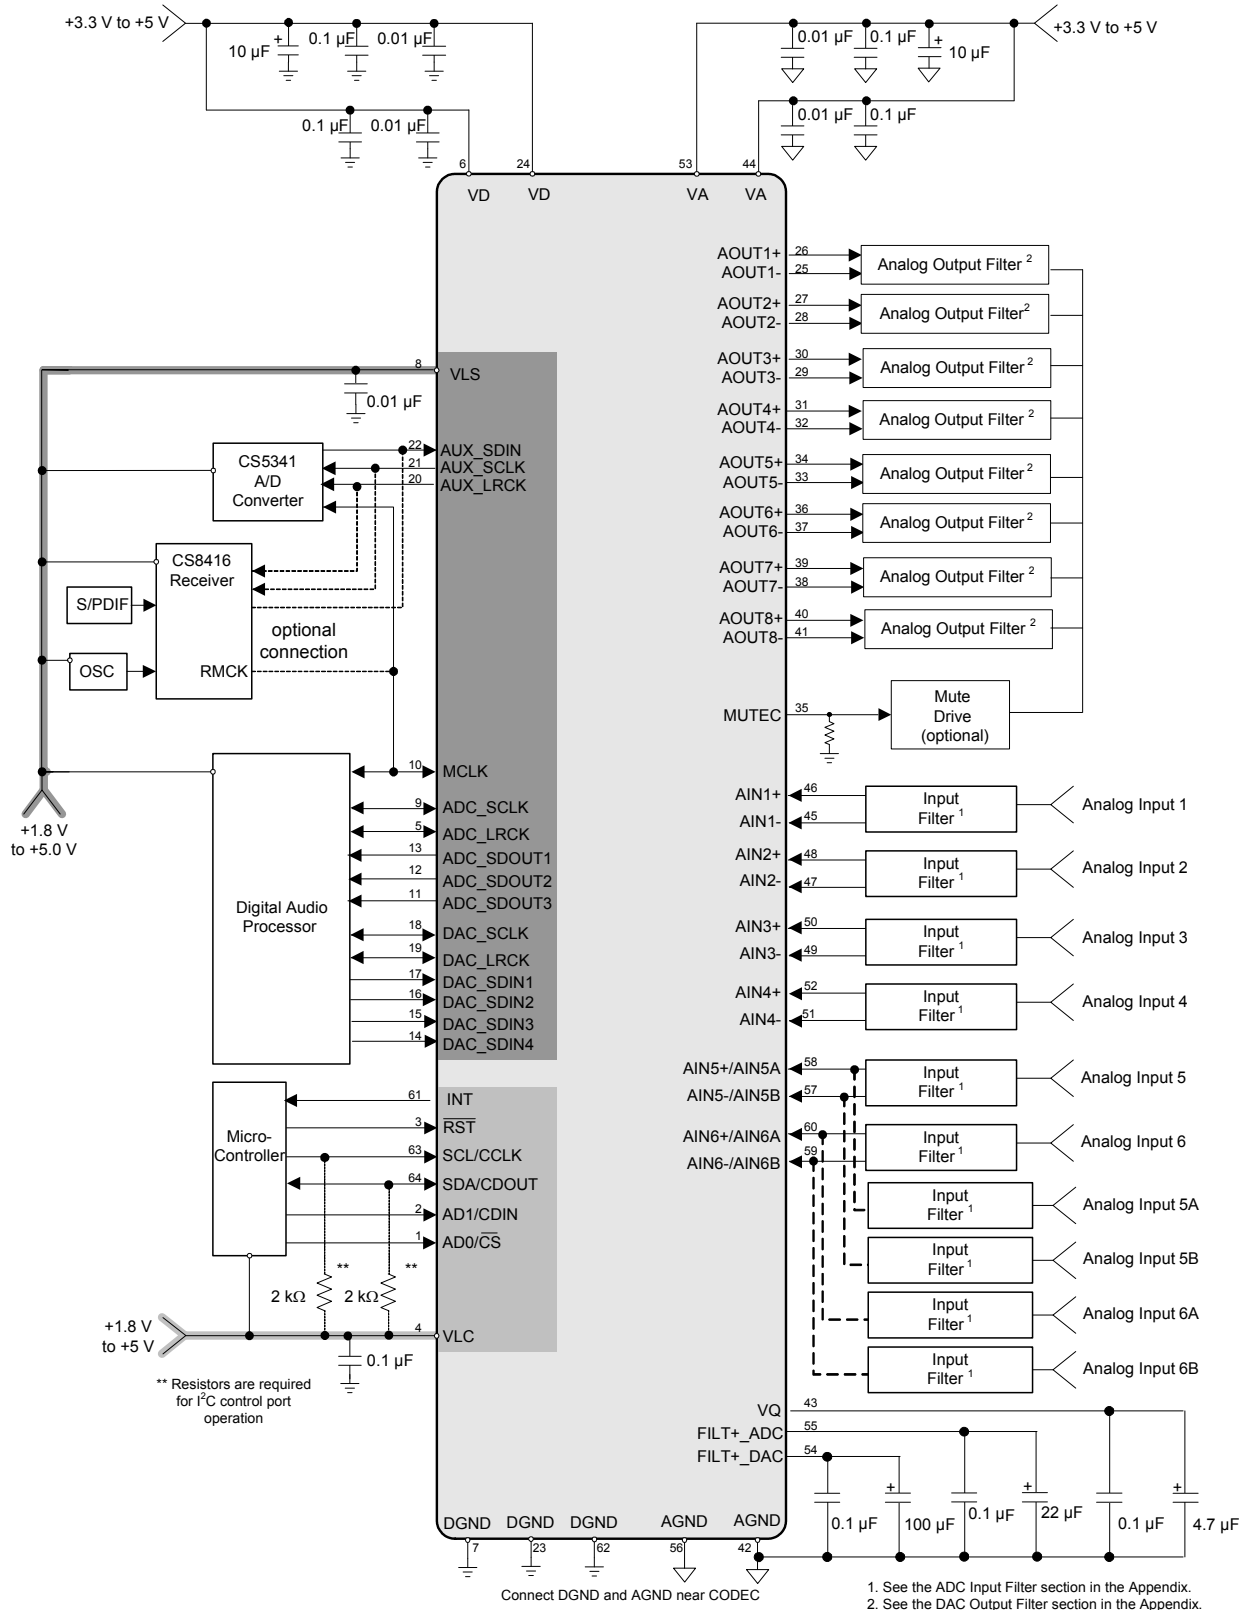 +3.3 V to +5 V
10 µF
+
0.1 µF
0.01 µF
0.1 µF
0.01 µF
0.01 µF
0.1 µF
+
10 µF
+3.3 V to +5 V
0.01 µF
0.1 µF
6
24
53
44
VD
VD
VA
VA
AOUT1+
26
AOUT1-
25
Analog Output Filter 2
AOUT2+
27
AOUT2-
28
Analog Output Filter2
AOUT3+
30
AOUT3-
29
Analog Output Filter 2
AOUT4+
31
AOUT4-
32
Analog Output Filter 2
AOUT5+
34
AOUT5-
33
Analog Output Filter 2
AOUT6+
36
AOUT6-
37
Analog Output Filter 2
AOUT7+
39
AOUT7-
38
Analog Output Filter 2
AOUT8+
40
AOUT8-
41
Analog Output Filter 2
MUTEC
35
Mute
Drive
(optional)
8
VLS
0.01 µF
CS5341
A/D
Converter
22
AUX_SDIN
21
AUX_SCLK
20
AUX_LRCK
CS8416
Receiver
S/PDIF
OSC
RMCK
optional
connection
+1.8 V
to +5.0 V
Digital Audio
Processor
10
MCLK
9
ADC_SCLK
5
ADC_LRCK
13
ADC_SDOUT1
12
ADC_SDOUT2
11
ADC_SDOUT3
18
DAC_SCLK
19
DAC_LRCK
17
DAC_SDIN1
16
DAC_SDIN2
15
DAC_SDIN3
14
DAC_SDIN4
AIN1+
46
AIN1-
45
Input
Filter 1
Analog Input 1
AIN2+
48
AIN2-
47
Input
Filter 1
Analog Input 2
AIN3+
50
AIN3-
49
Input
Filter 1
Analog Input 3
AIN4+
52
AIN4-
51
Input
Filter 1
Analog Input 4
AIN5+/AIN5A
58
AIN5-/AIN5B
57
Input
Filter 1
Analog Input 5
AIN6+/AIN6A
60
AIN6-/AIN6B
59
Input
Filter 1
Analog Input 6
Input
Filter 1
Analog Input 5A
Input
Filter 1
Analog Input 5B
Input
Filter 1
Analog Input 6A
Input
Filter 1
Analog Input 6B
Micro-
Controller
61
INT
3
RST
63
SCL/CCLK
64
SDA/CDOUT
2
AD1/CDIN
1
AD0/CS
**
2 kΩ
**
2 kΩ
+1.8 V
to +5 V
4
VLC
0.1 µF
** Resistors are required
for I2C control port
operation
VQ
43
FILT+_ADC
55
FILT+_DAC
54
0.1 µF
+
100 µF
0.1 µF
+
22 µF
0.1 µF
+
4.7 µF
DGND
DGND
DGND
AGND
AGND
7
23
62
56
42
Connect DGND and AGND near CODEC
1. See the ADC Input Filter section in the Appendix.
2. See the DAC Output Filter section in the Appendix.